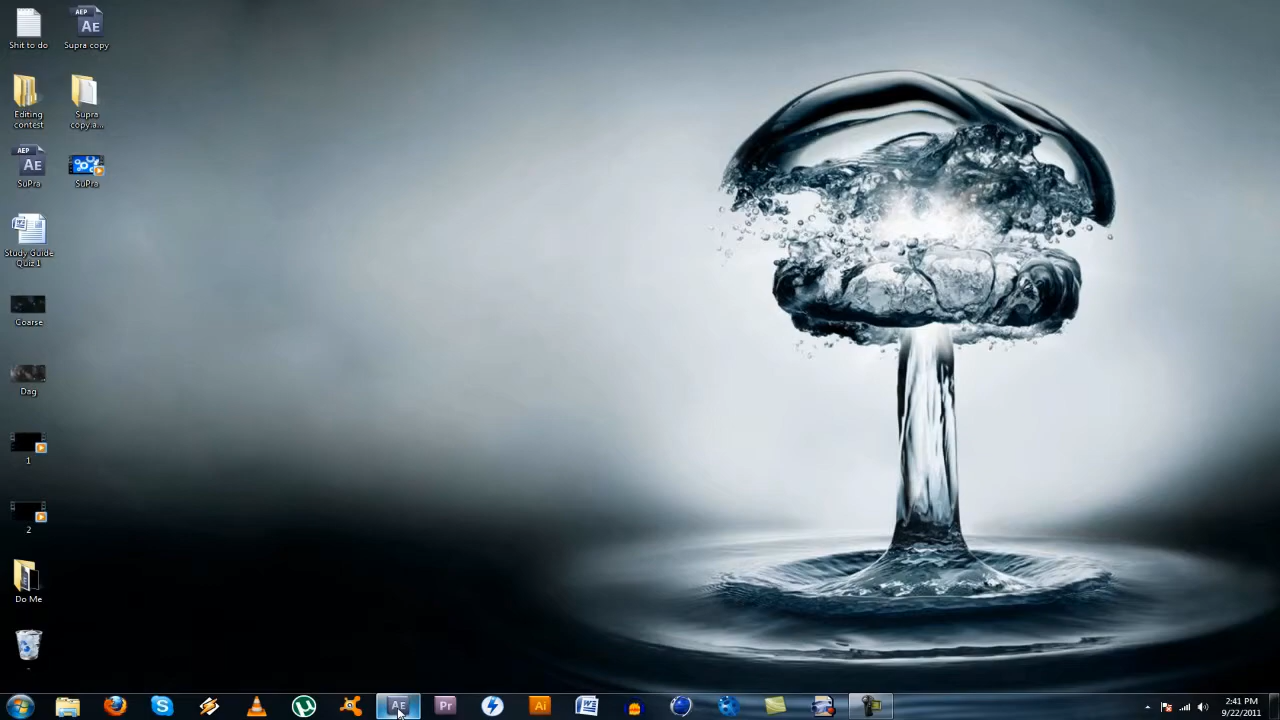 Shit to do
AEP
AE
Supra copy
Editing
contest
Supra
copy a...
AEP
AE
SuPra
SuPra
Study Guide
Quiz 1
Coarse
Dag
1
2
Do Me
AE
Pr
Ai
2:41 PM
9/22/2011